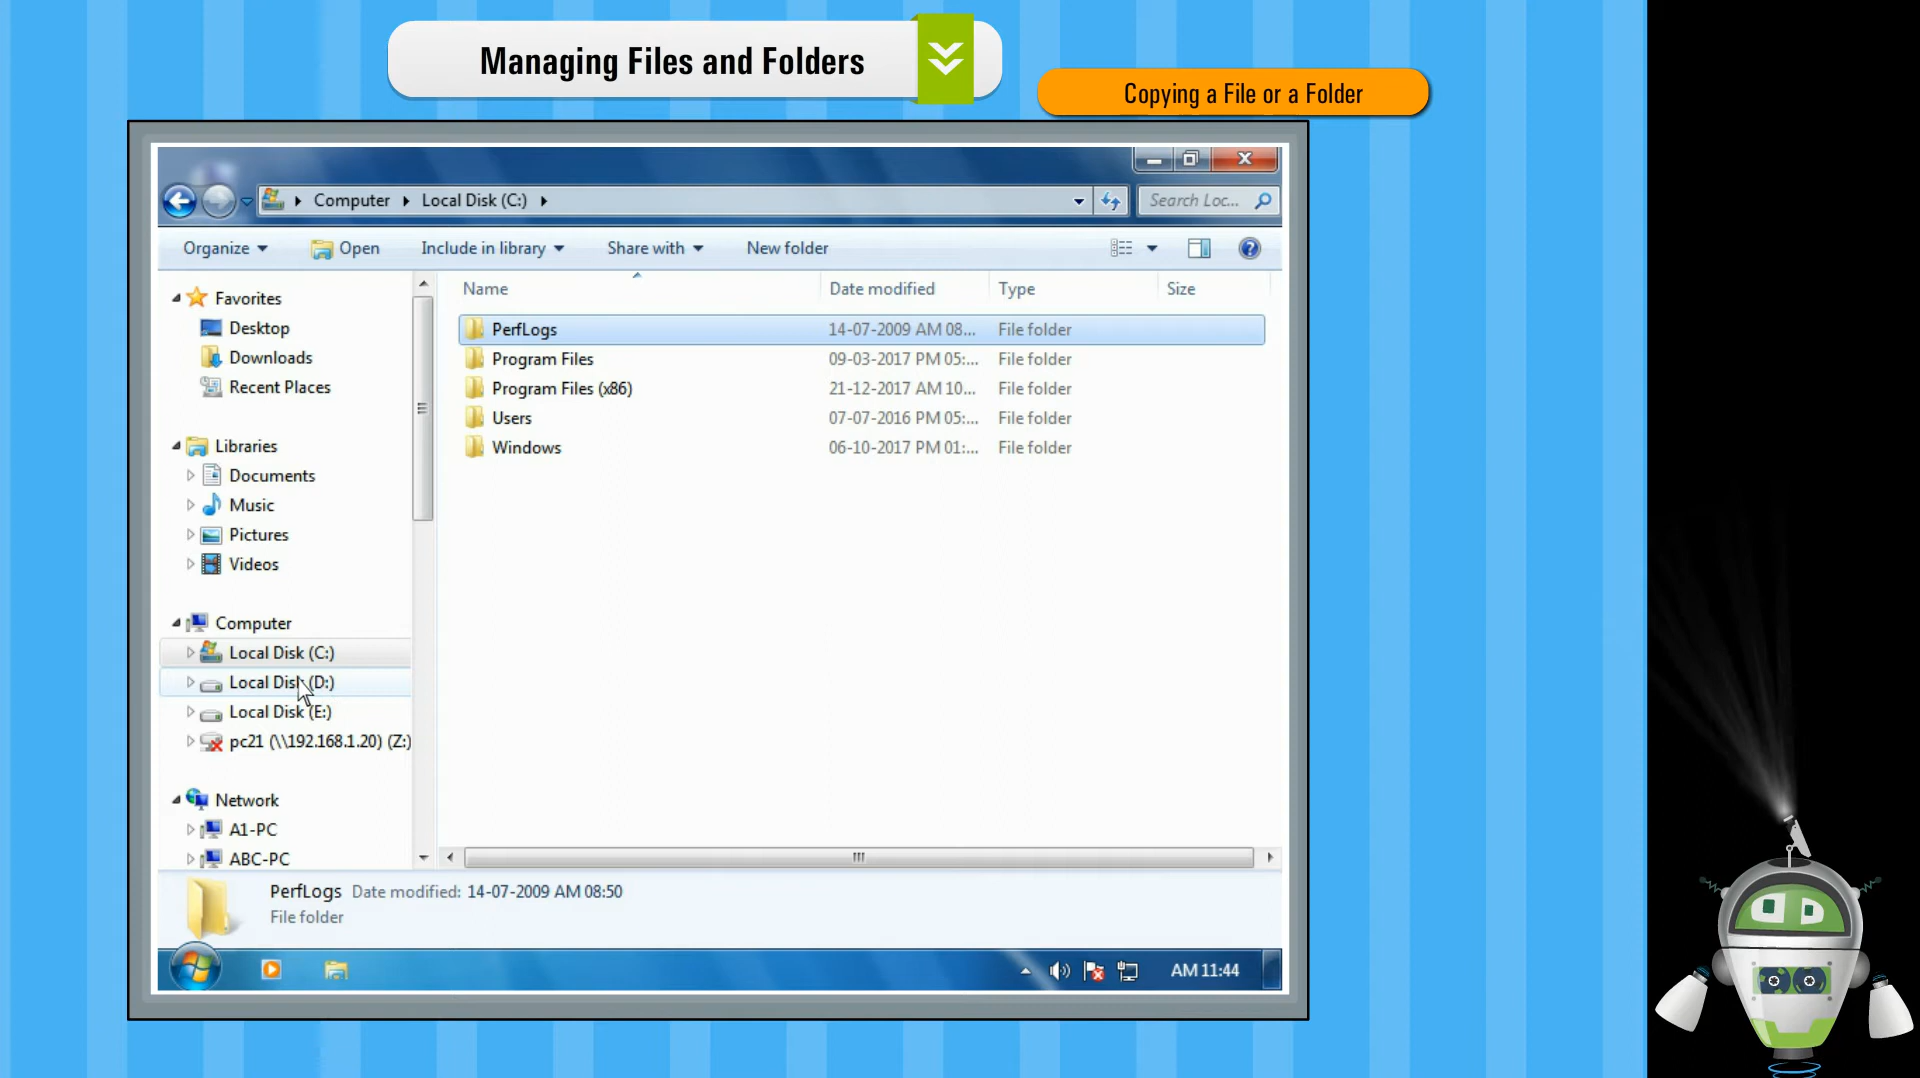 Managing Files and Folders
Copying a File or a Folder
Computer Local Disk (C:)
Search Loc...
Organize Open Include in library Share with New folder
Name Date modified Type Size
Favorites
Desktop
Downloads
Recent Places
Libraries
Documents
Music
Pictures
Videos
Computer
Local Disk (C:)
Local Disk (D:)
Local Disk (E:)
pc21 (\\192.168.1.20) (Z:)
Network
A1-PC
ABC-PC
PerfLogs 14-07-2009 AM 08... File folder
Program Files 09-03-2017 PM 05:... File folder
Program Files (x86) 21-12-2017 AM 10... File folder
Users 07-07-2016 PM 05:... File folder
Windows 06-10-2017 PM 01:... File folder
PerfLogs Date modified: 14-07-2009 AM 08:50
File folder
AM 11:44